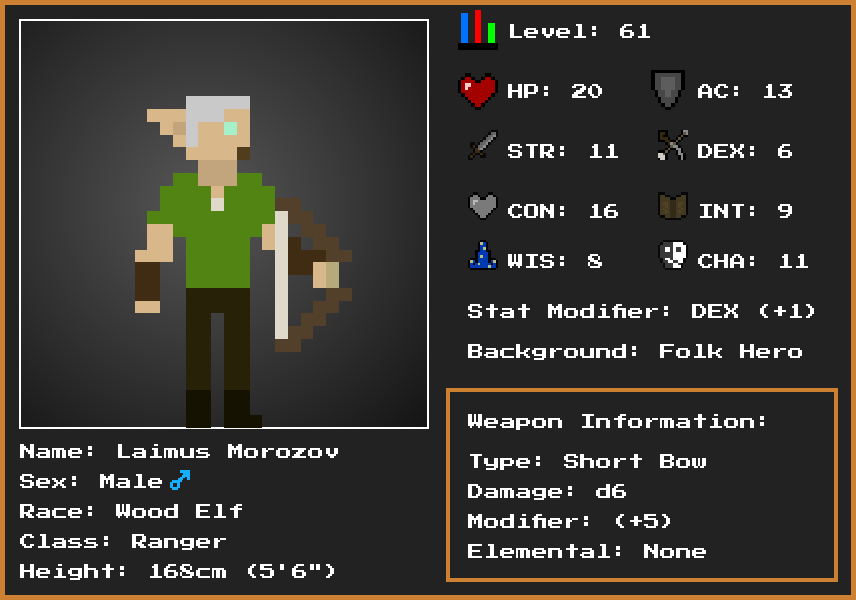 Level: 61
HP: 20
AC: 13
STR: 11
DEX: 6
CON: 16
INT: 9
WIS: 8
CHA: 11
Stat Modifier: DEX (+1)
Background: Folk Hero
Weapon Information:
Type: Short Bow
Damage: d6
Modifier: (+5)
Elemental: None
Name: Laimus Morozov
Sex: Male♂
Race: Wood Elf
Class: Ranger
Height: 168cm (5'6")